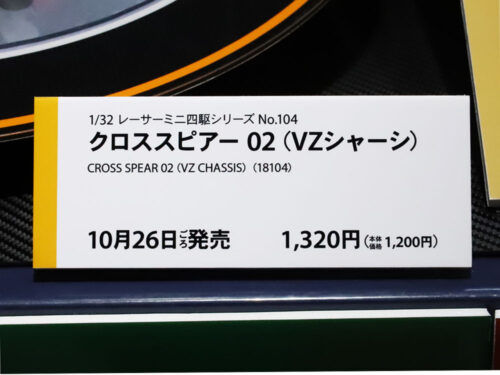 1/32 レーサーミニ四駆シリーズ No.104
クロススピアー 02（VZシャーシ）
CROSS SPEAR 02 (VZ CHASSIS)（18104）
10月26日ごろ発売　1,320円（本体価格 1,200円）